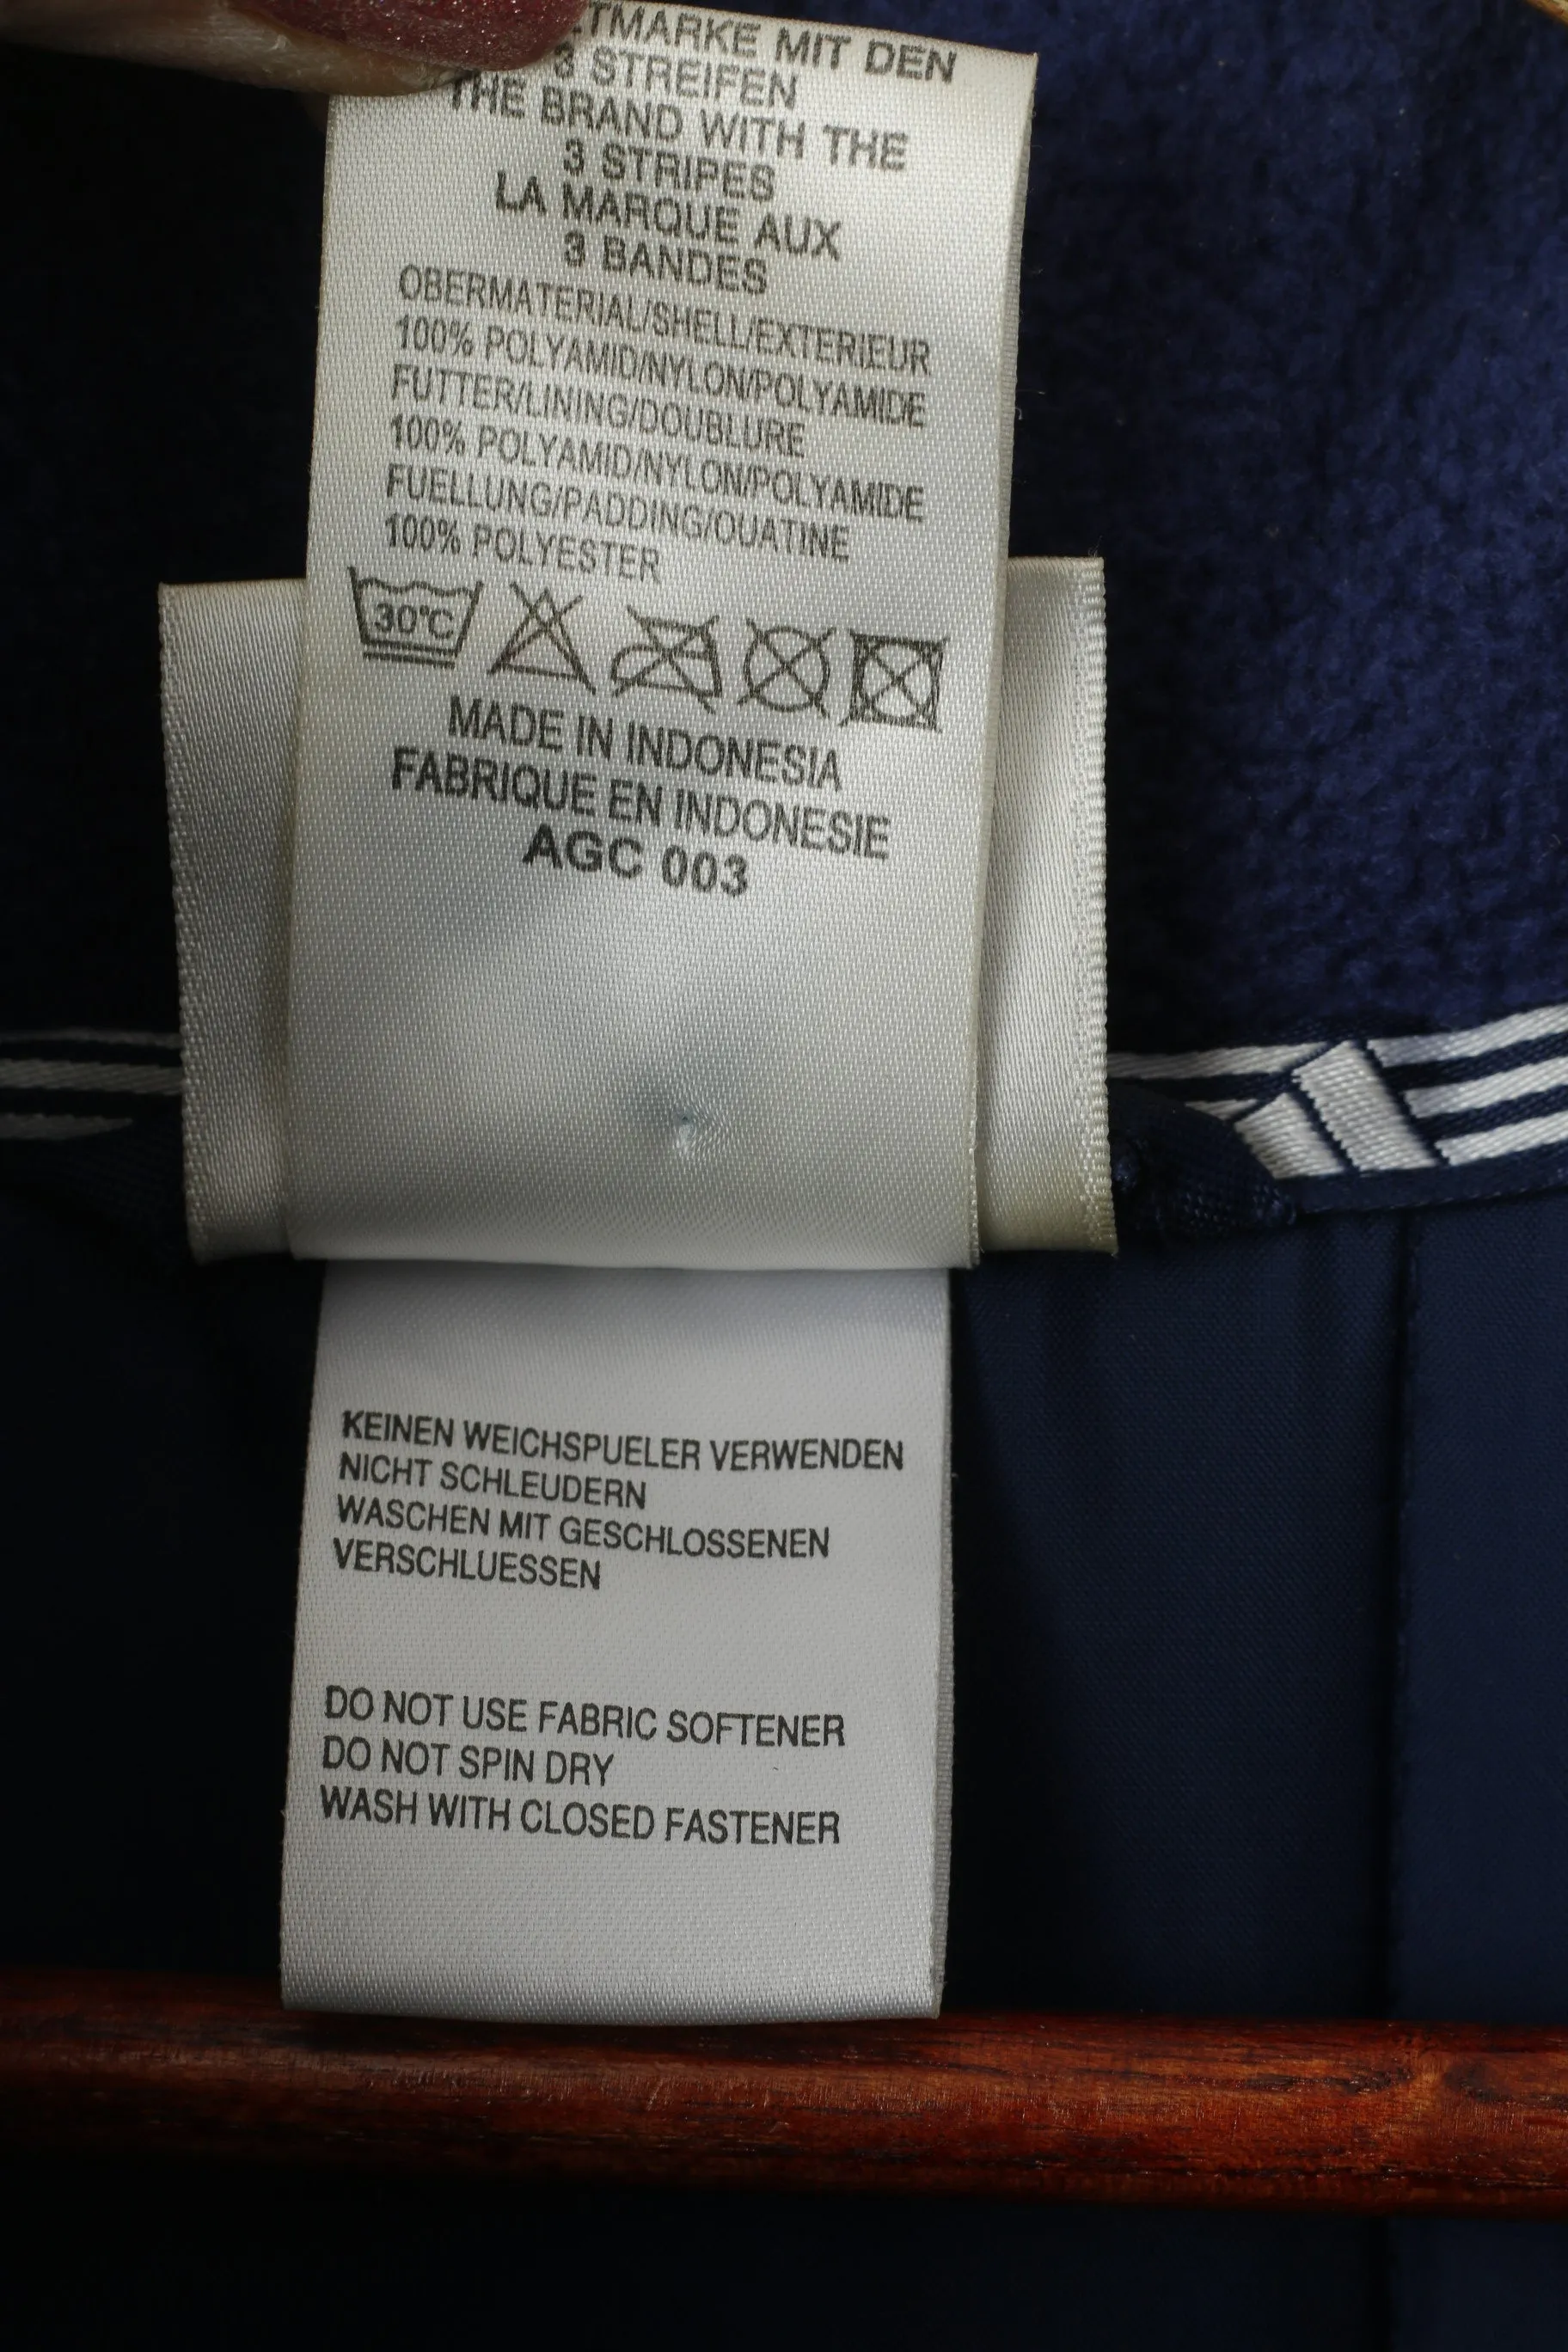 MIT DEN
3 STREIFEN
THE BRAND WITH THE
3 STRIPES
LA MARQUE AUX
3 BANDES
OBERMATERIAL/SHELL/EXTERIEUR
100% POLYAMID/NYLON/POLYAMIDE
FUTTER/LINING/DOUBLURE
100% POLYAMID/NYLON/POLYAMIDE
FUELLUNG/PADDING/OUATINE
100% POLYESTER
30°C
MADE IN INDONESIA
FABRIQUE EN INDONESIE
AGC 003
KEINEN WEICHSPUELER VERWENDEN
NICHT SCHLEUDERN
WASCHEN MIT GESCHLOSSENEN
VERSCHLUESSEN
DO NOT USE FABRIC SOFTENER
DO NOT SPIN DRY
WASH WITH CLOSED FASTENER